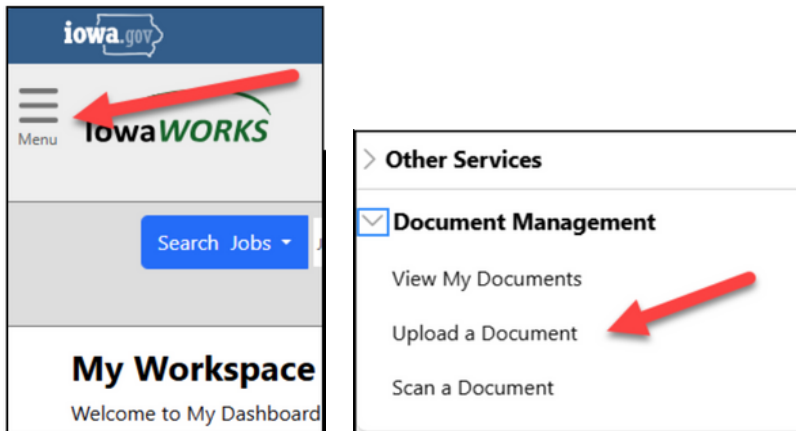 iowa.gov
Menu
IowaWORKS
Search Jobs
My Workspace
Welcome to My Dashboard
Other Services
Document Management
View My Documents
Upload a Document
Scan a Document